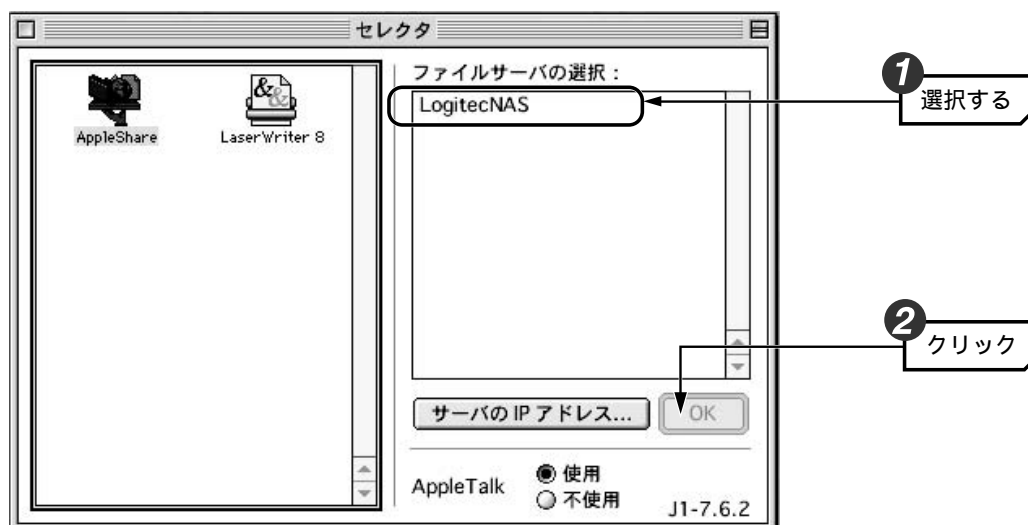 セレクタ
AppleShare
LaserWriter 8
ファイルサーバの選択：
LogitecNAS
1
選択する
2
クリック
サーバの IP アドレス...
OK
AppleTalk
使用
不使用
J1-7.6.2